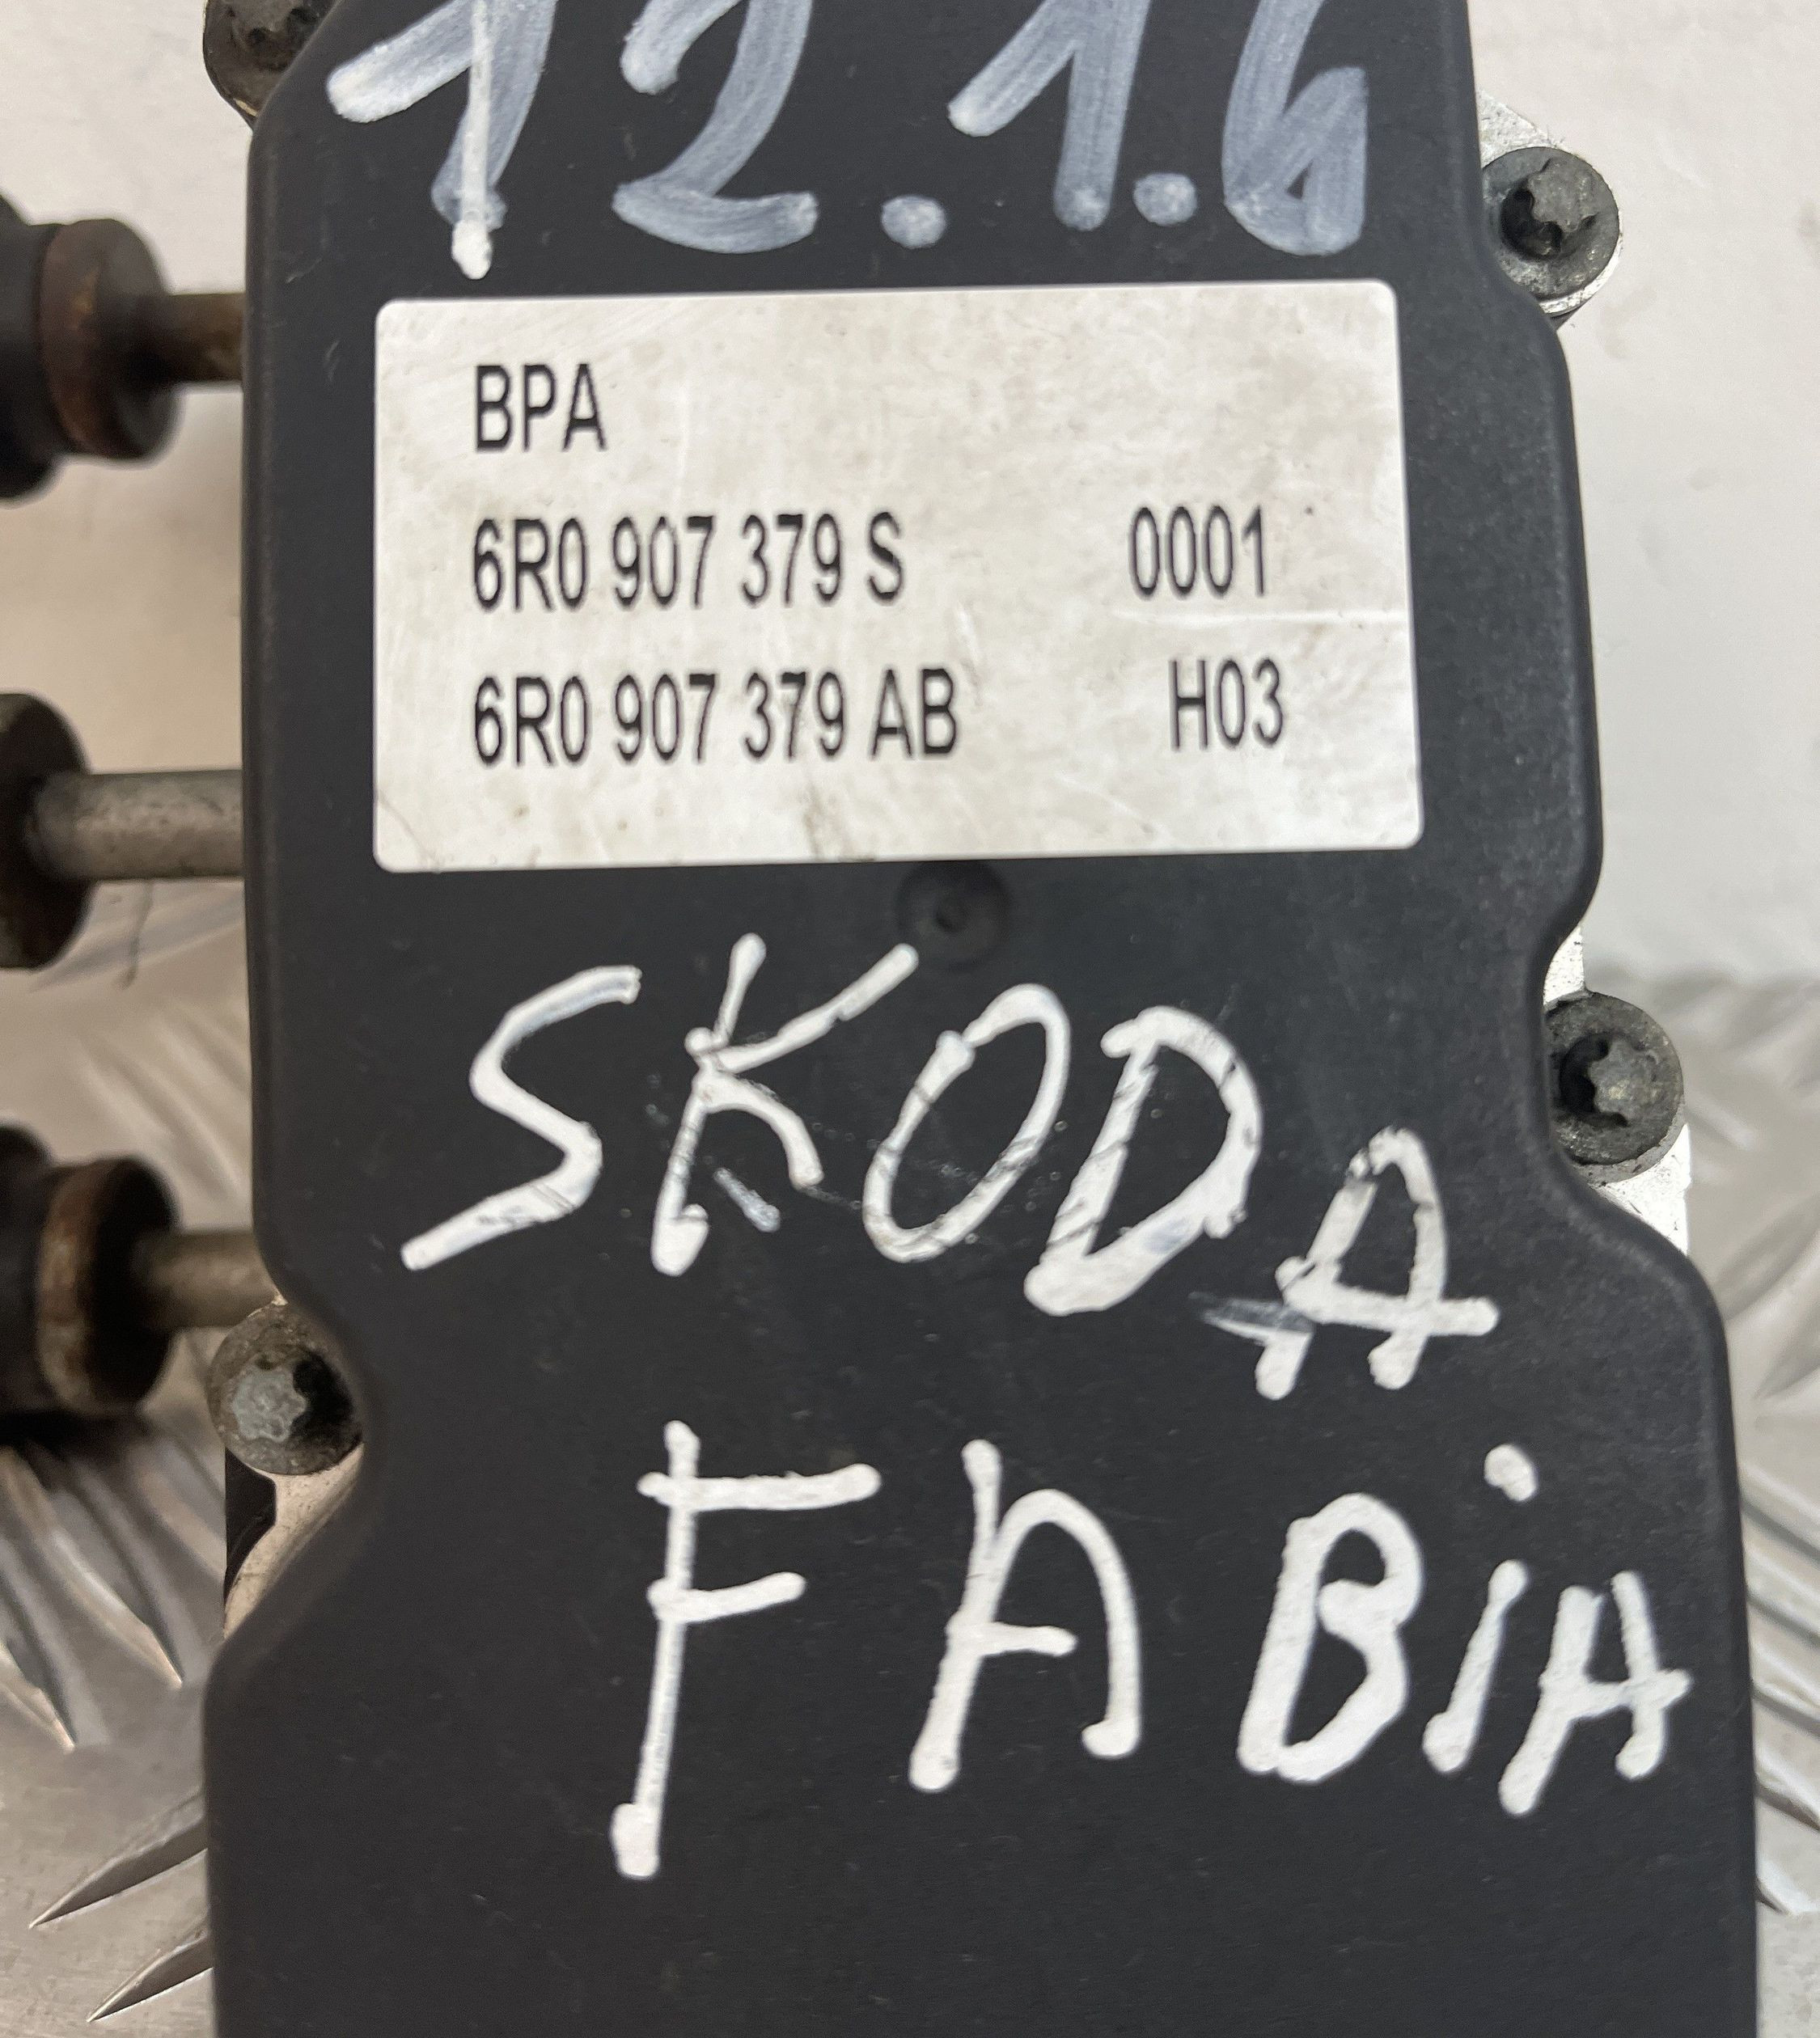 12.1.6
BPA
6R0 907 379 S 0001
6R0 907 379 AB H03
SKODA
FABiA